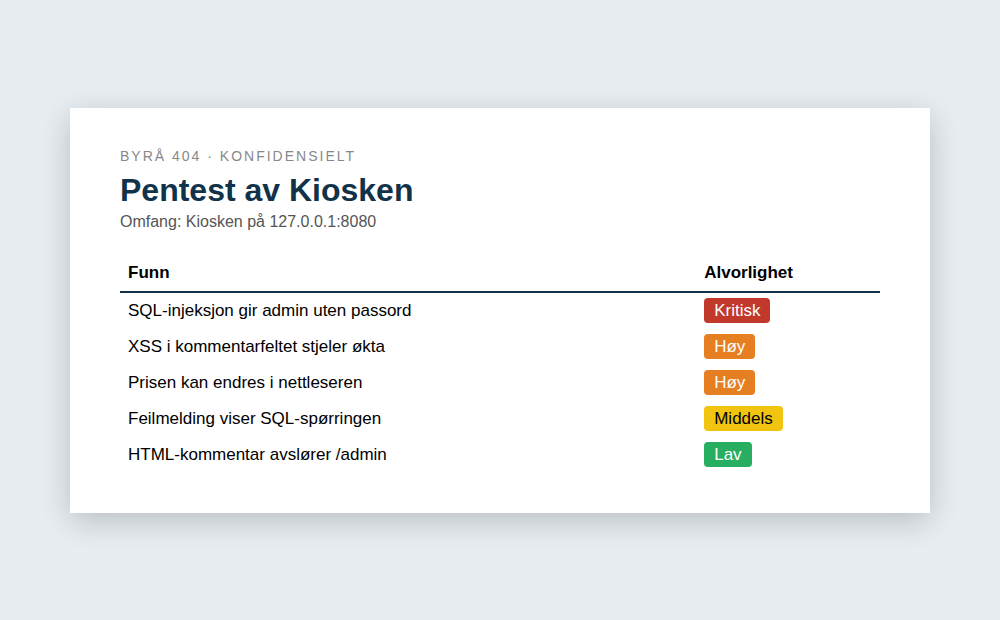 BYRÅ 404 · KONFIDENSIELT
Pentest av Kiosken
Omfang: Kiosken på 127.0.0.1:8080
Funn Alvorlighet
SQL-injeksjon gir admin uten passord Kritisk
XSS i kommentarfeltet stjeler økta Høy
Prisen kan endres i nettleseren Høy
Feilmelding viser SQL-spørringen Middels
HTML-kommentar avslører /admin Lav